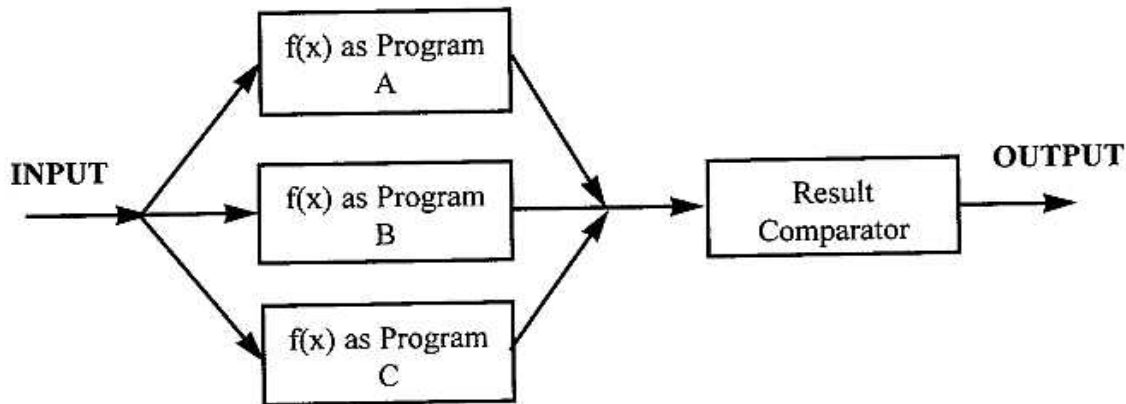 f(x) as Program
A
INPUT
f(x) as Program
B
Result
Comparator
OUTPUT
f(x) as Program
C